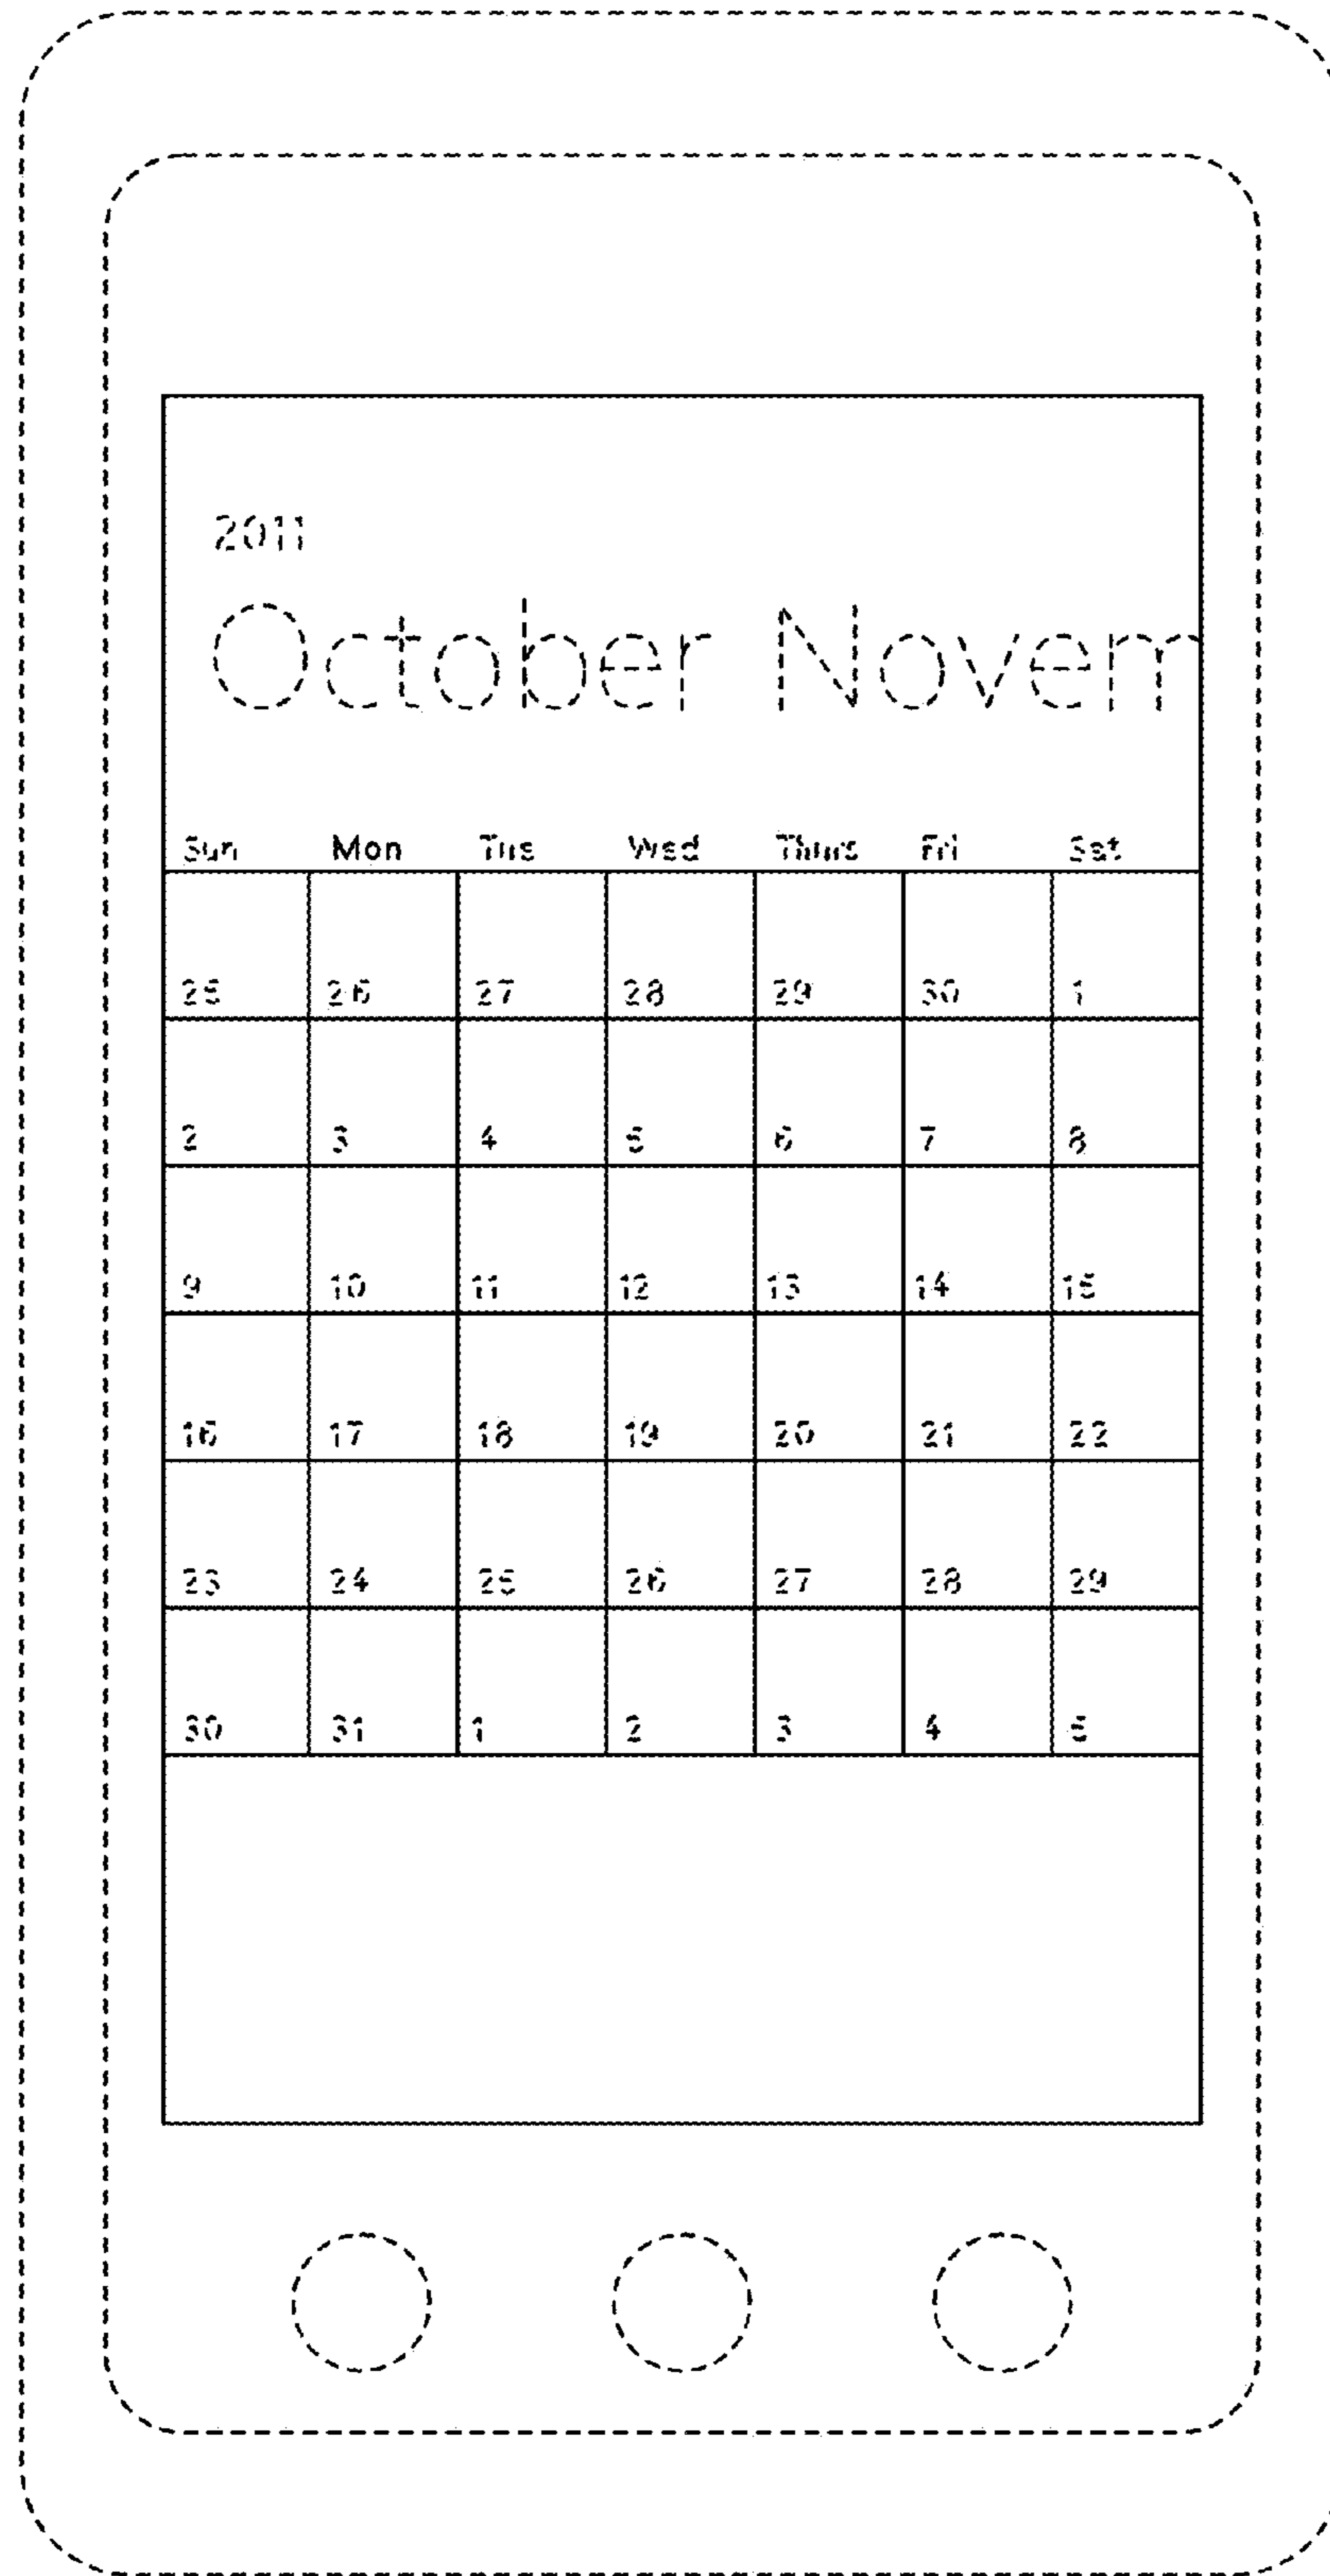 2011
October Novem
Sun Mon Tue Wed Thurs Fri Sat
25 26 27 28 29 30 1
2 3 4 5 6 7 8
9 10 11 12 13 14 15
16 17 18 19 20 21 22
23 24 25 26 27 28 29
30 31 1 2 3 4 5